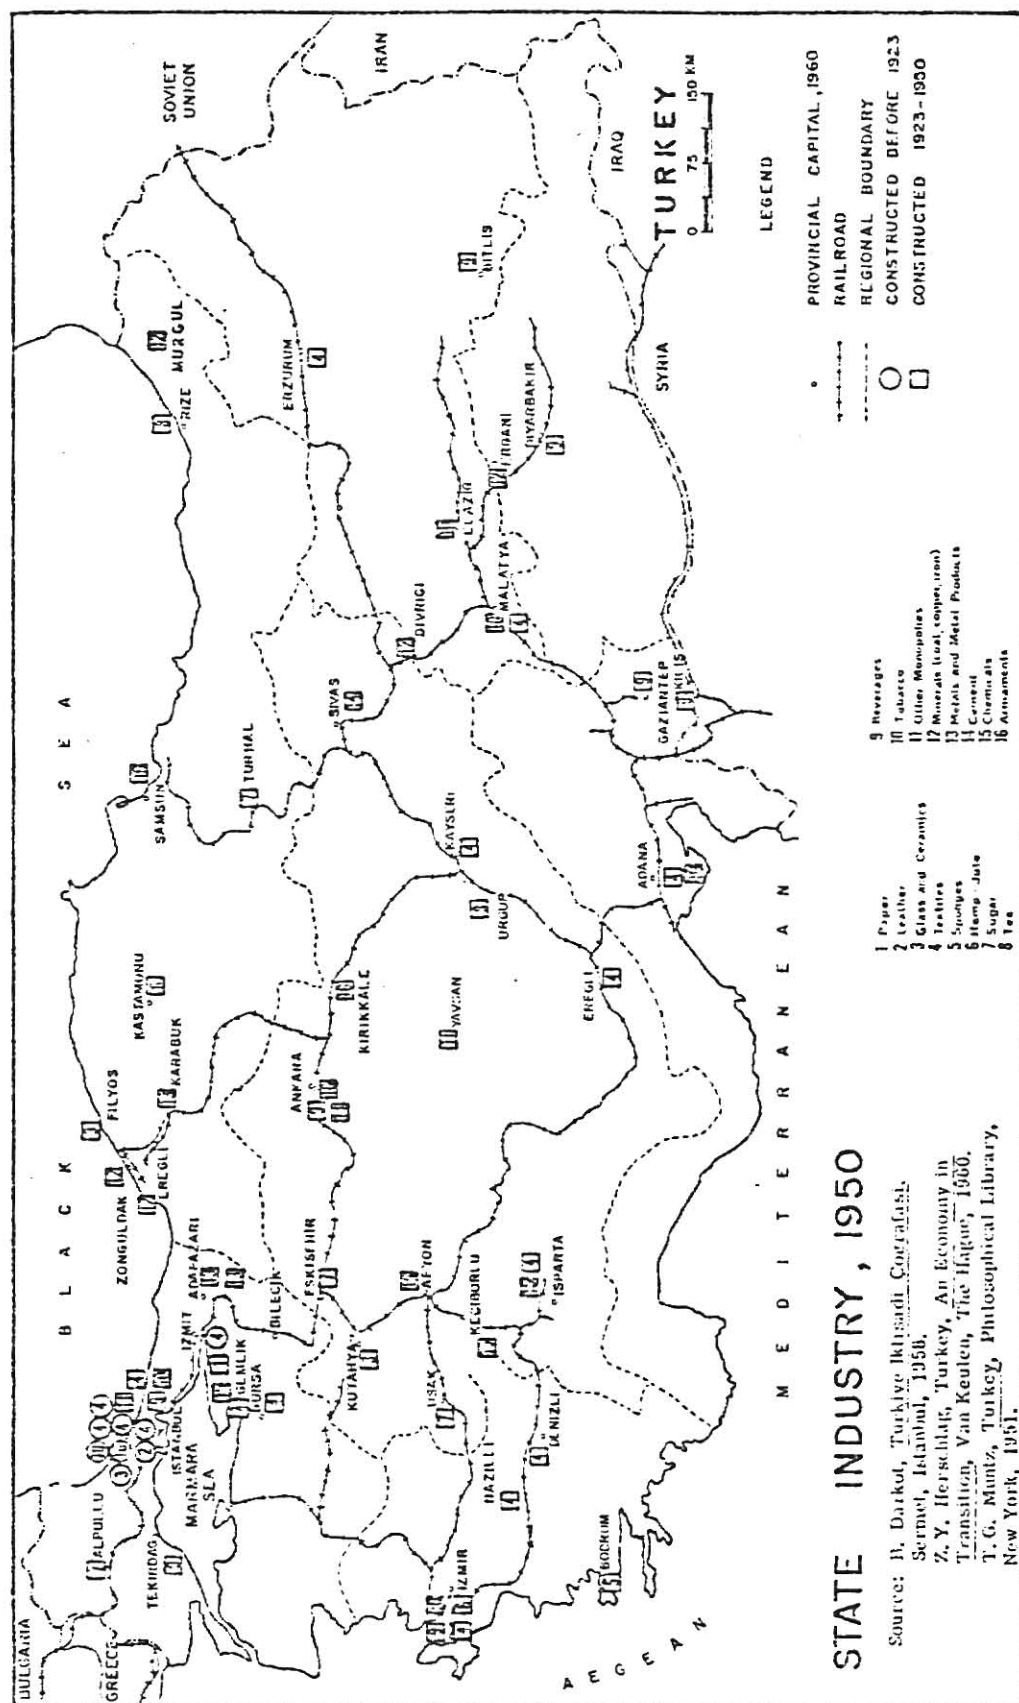 BULGARIA
GREECE
BLACK SEA
SOVIET
UNION
IRAN
IRAQ
SYRIA
MEDITERRANEAN
AEGEAN
MARMARA
SEA
ALPULLU
TEKIRDAG
ISTANBUL
IZMIT
ADAPAZARI
GEMLIK
BURSA
BILECIK
ZONGULDAK
EREGLI
FILYOS
KARABUK
KASTAMONU
SAMSUN
TURHAL
RIZE
MURGUL
ERZURUM
ESKISEHIR
KUTAHYA
ANKARA
KIRIKKALE
YAVSAN
SIVAS
DIVRIGI
KAYSERI
URGUP
AFYON
USAK
KECIBORLU
ISPARTA
NAZILLI
DENIZLI
IZMIR
BODRUM
EREGLI
ADANA
GAZIANTEP
KILIS
MALATYA
ELAZIG
ERGANI
DIYARBAKIR
BITLIS
TURKEY
0 75 150 KM
LEGEND
PROVINCIAL CAPITAL, 1960
RAILROAD
REGIONAL BOUNDARY
CONSTRUCTED BEFORE 1923
CONSTRUCTED 1923-1950
1 Paper
2 Leather
3 Glass and Ceramics
4 Textiles
5 Sponges
6 Hemp - Jute
7 Sugar
8 Tea
9 Beverages
10 Tobacco
11 Other Monopolies
12 Minerals (coal, copper, iron)
13 Metals and Metal Products
14 Cement
15 Chemicals
16 Armaments
STATE INDUSTRY, 1950
Source: B. Darkot, Turkiye Iktisadi Cografasi,
Sermet, Istanbul, 1958.
Z.Y. Herschlag, Turkey, An Economy in
Transition, Van Keulen, The Hague, 1960.
T.G. Muntz, Turkey, Philosophical Library,
New York, 1951.